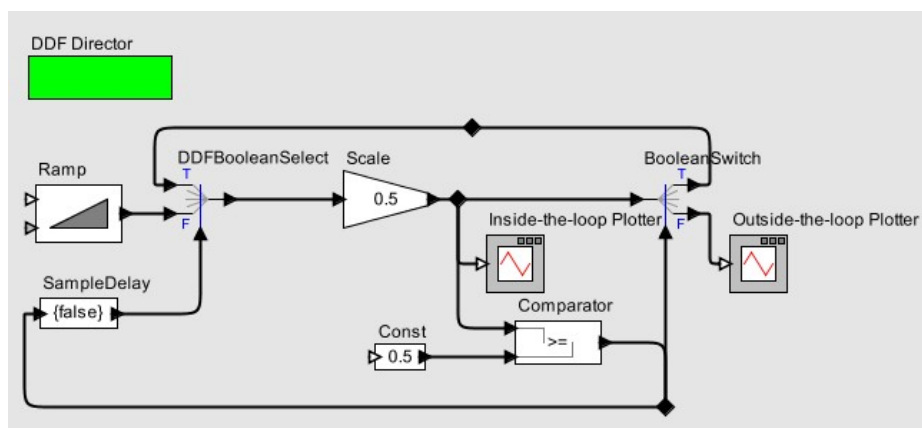 DDF Director
DDFBooleanSelect
Scale
BooleanSwitch
Ramp
T
F
0.5
T
F
Inside-the-loop Plotter
Outside-the-loop Plotter
SampleDelay
{false}
Comparator
>=
Const
0.5